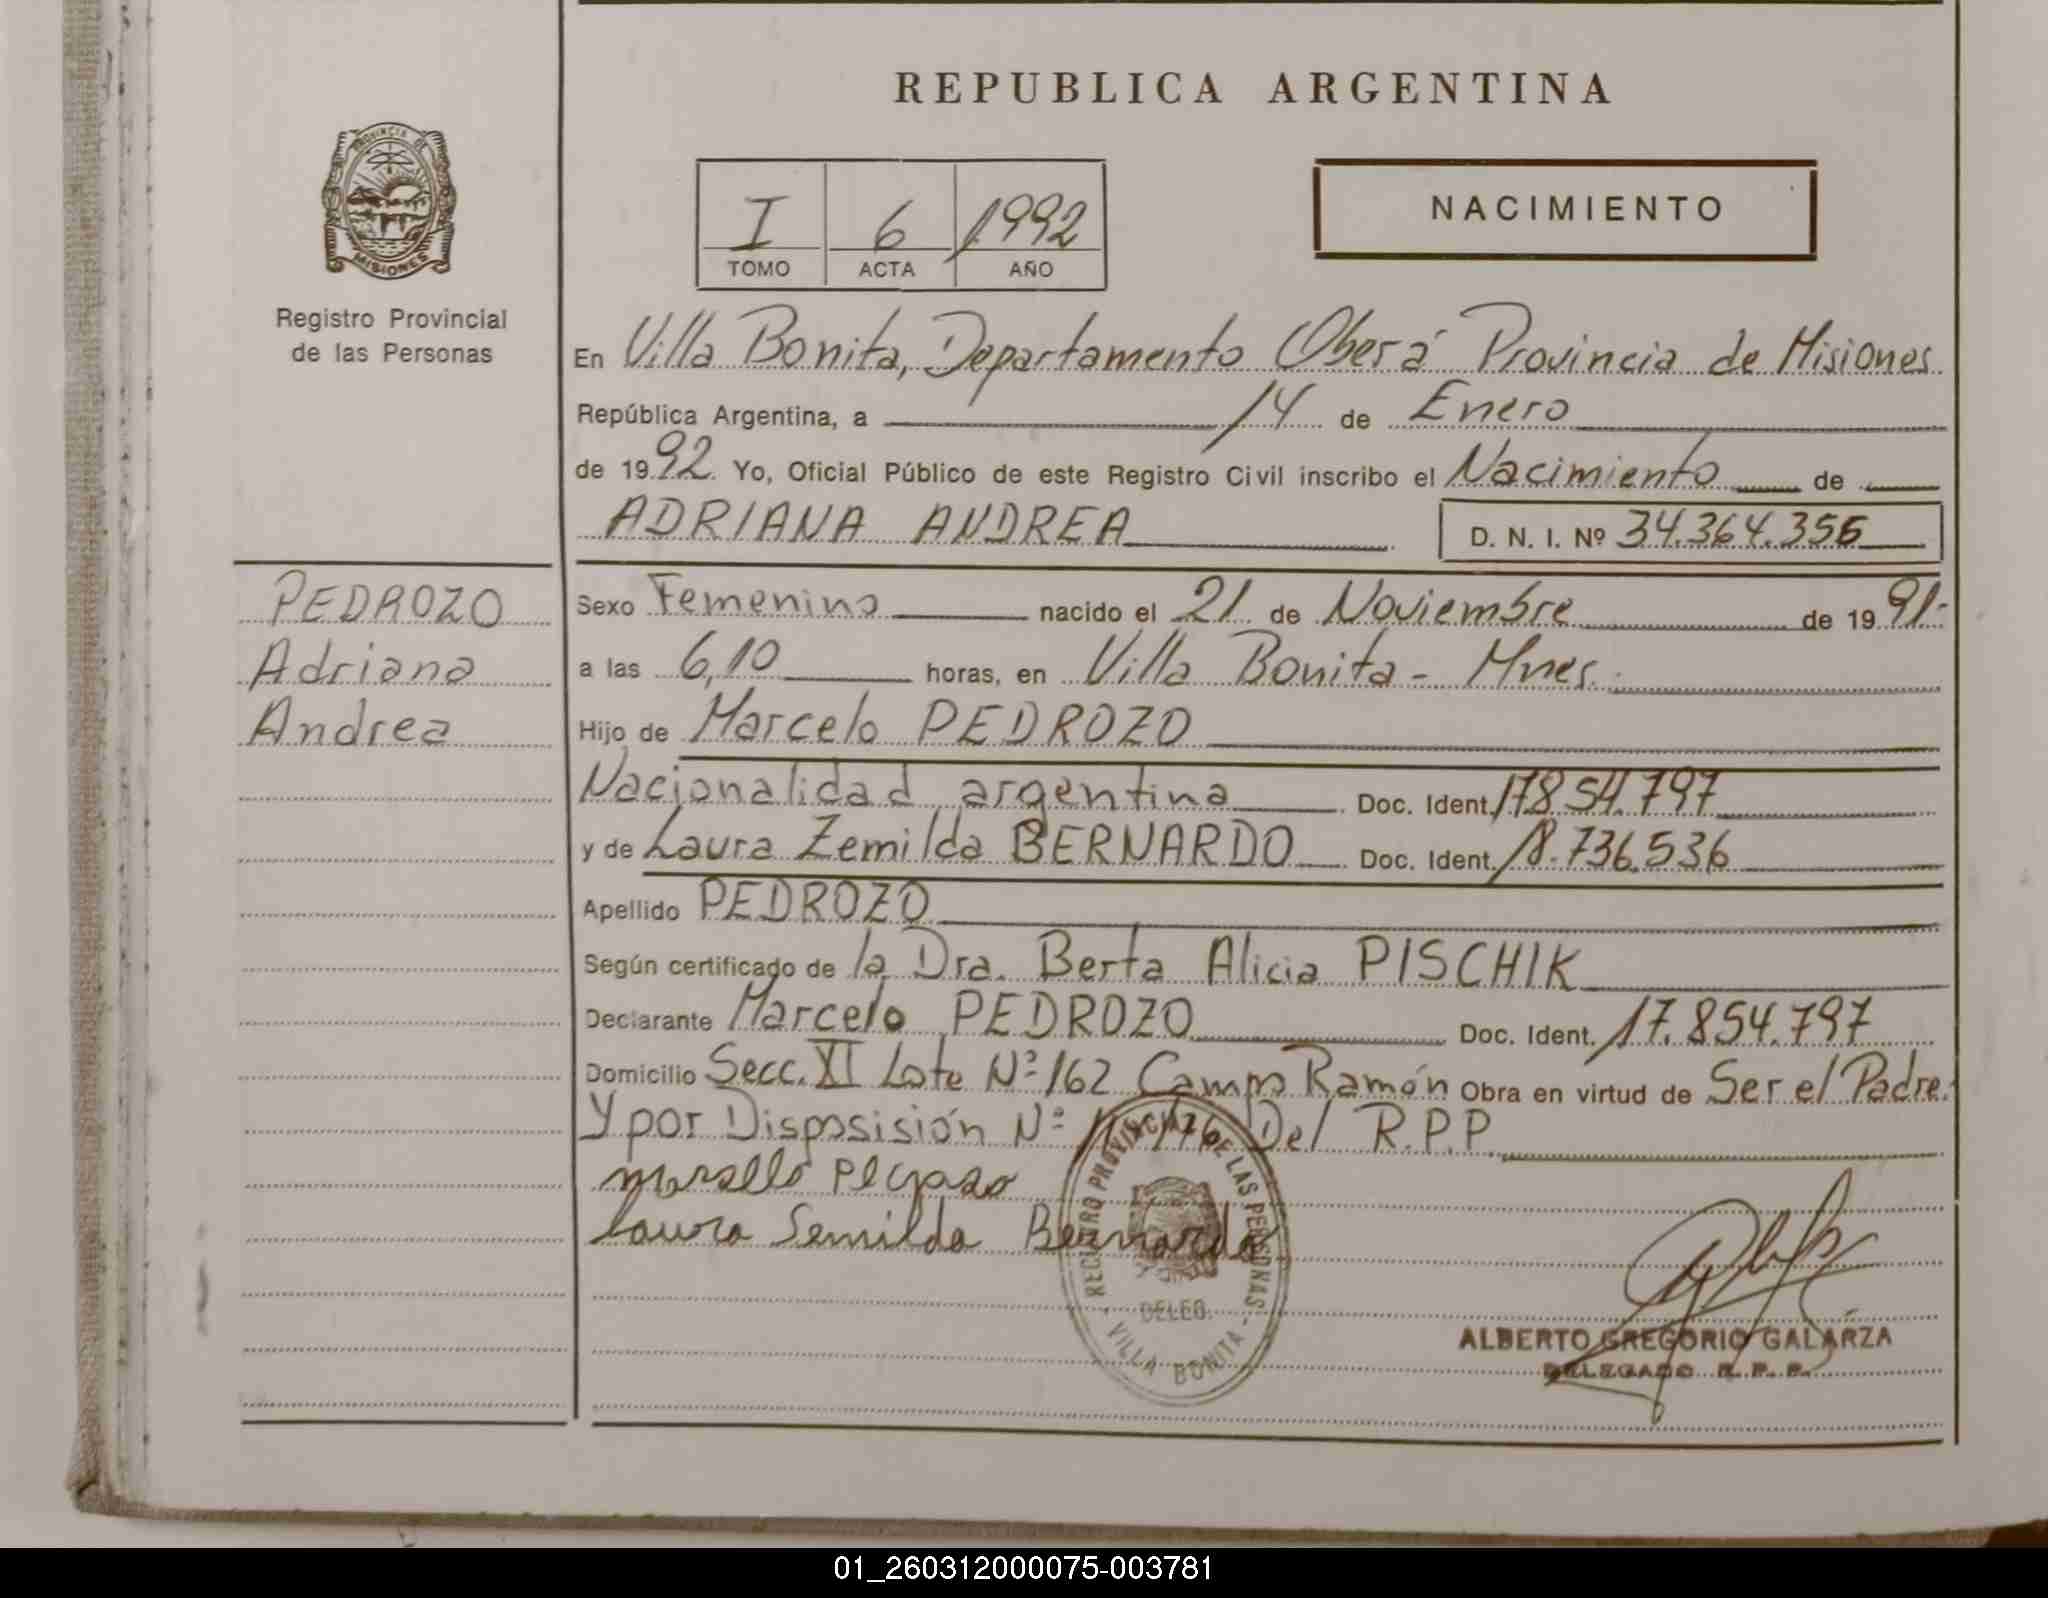 REPUBLICA ARGENTINA
PROVINCIA DE MISIONES
Registro Provincial
de las Personas
I 6 1992
TOMO ACTA AÑO
NACIMIENTO
En Villa Bonita, Departamento Oberá Provincia de Misiones
República Argentina, a 14 de Enero
de 1992 Yo, Oficial Público de este Registro Civil inscribo el Nacimiento de
ADRIANA ANDREA D. N. I. Nº 34.364.356
PEDROZO
Adriana
Andrea
Sexo Femenino nacido el 21 de Noviembre de 1991.-
a las 6,10 horas, en Villa Bonita - Mnes.
Hijo de Marcelo PEDROZO
Nacionalidad argentina Doc. Ident. 17854.797
y de Laura Zemilda BERNARDO Doc. Ident. 18.736.536
Apellido PEDROZO
Según certificado de la Dra. Berta Alicia PISCHIK
Declarante Marcelo PEDROZO Doc. Ident. 17.854.797
Domicilio Secc. XI Lote Nº 162 Campo Ramón Obra en virtud de Ser el Padre.
Y por Disposisión Nº Del R.P.P.
Laura Semilda Bernardo
REGISTRO PROVINCIAL DE LAS PERSONAS
DELEG.
- VILLA BONITA -
ALBERTO GREGORIO GALARZA
DELEGADO R. P. P.
01_260312000075-003781